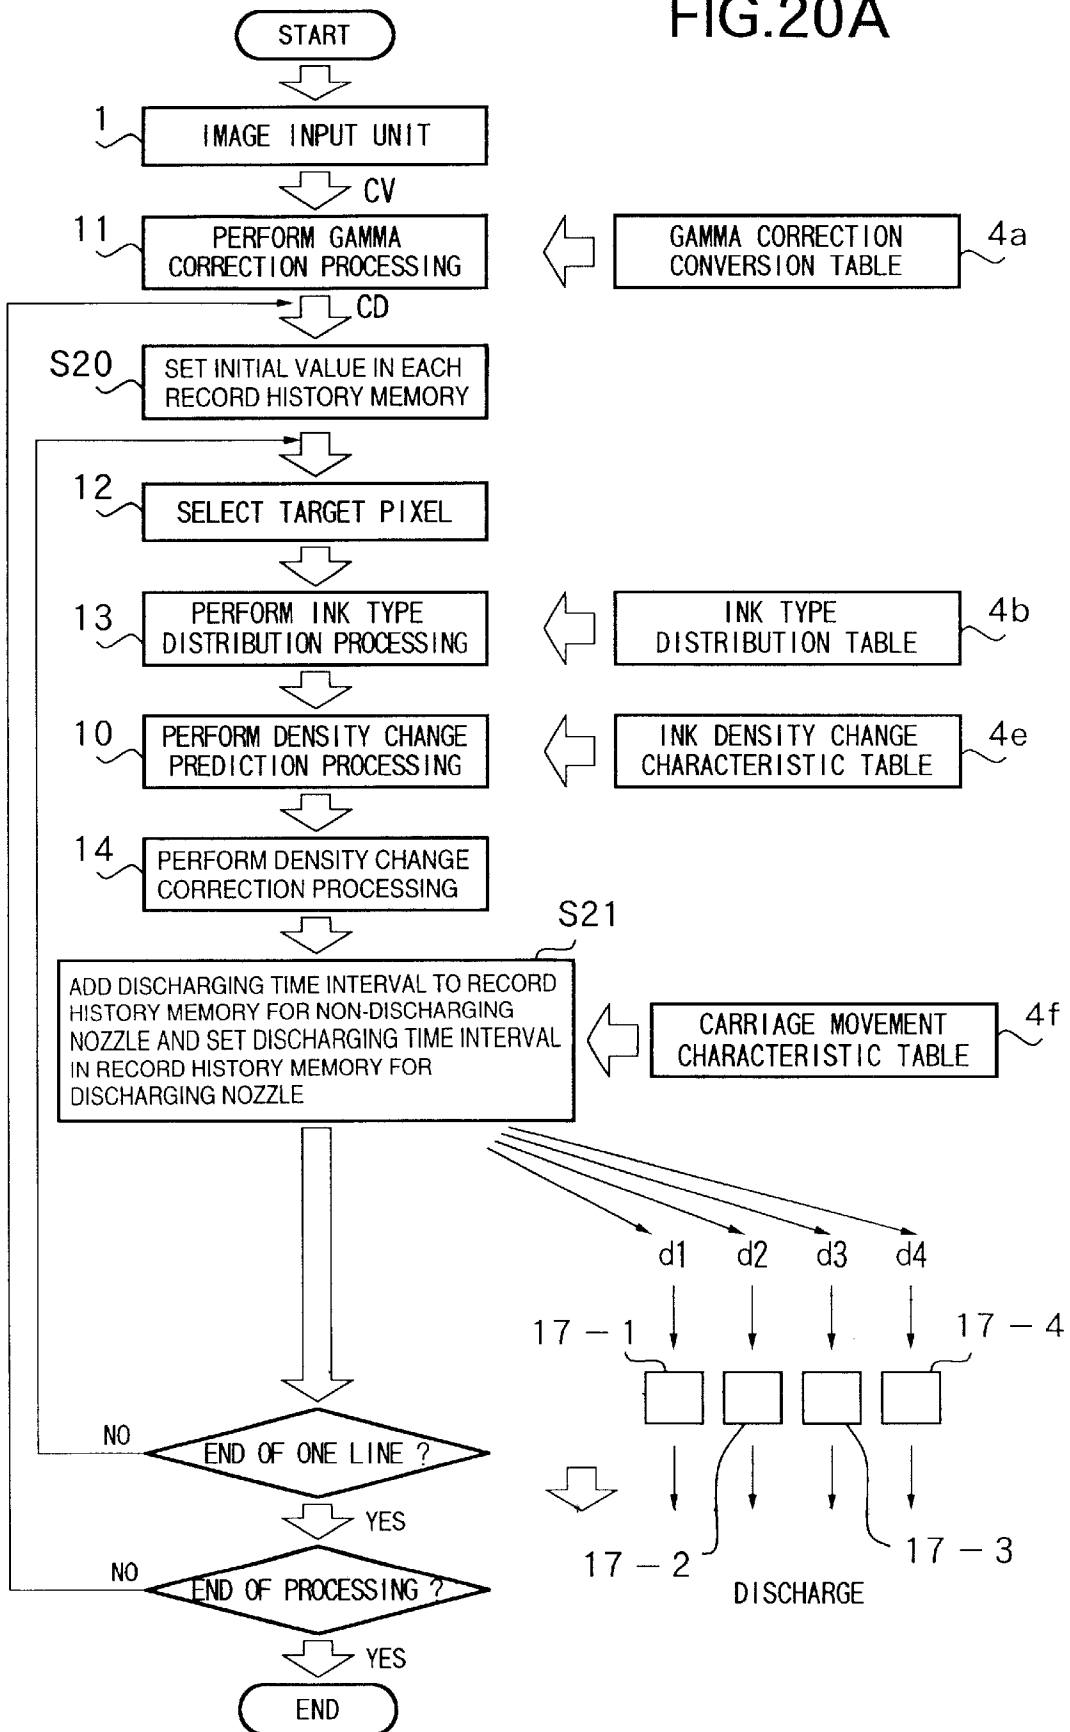 FIG.20A
START
1
IMAGE INPUT UNIT
CV
11
PERFORM GAMMA
CORRECTION PROCESSING
GAMMA CORRECTION
CONVERSION TABLE
4a
CD
S20
SET INITIAL VALUE IN EACH
RECORD HISTORY MEMORY
12
SELECT TARGET PIXEL
13
PERFORM INK TYPE
DISTRIBUTION PROCESSING
INK TYPE
DISTRIBUTION TABLE
4b
10
PERFORM DENSITY CHANGE
PREDICTION PROCESSING
INK DENSITY CHANGE
CHARACTERISTIC TABLE
4e
14
PERFORM DENSITY CHANGE
CORRECTION PROCESSING
S21
ADD DISCHARGING TIME INTERVAL TO RECORD
HISTORY MEMORY FOR NON-DISCHARGING
NOZZLE AND SET DISCHARGING TIME INTERVAL
IN RECORD HISTORY MEMORY FOR
DISCHARGING NOZZLE
CARRIAGE MOVEMENT
CHARACTERISTIC TABLE
4f
d1 d2 d3 d4
17-1
17-4
17-2
17-3
DISCHARGE
NO
END OF ONE LINE ?
YES
NO
END OF PROCESSING ?
YES
END